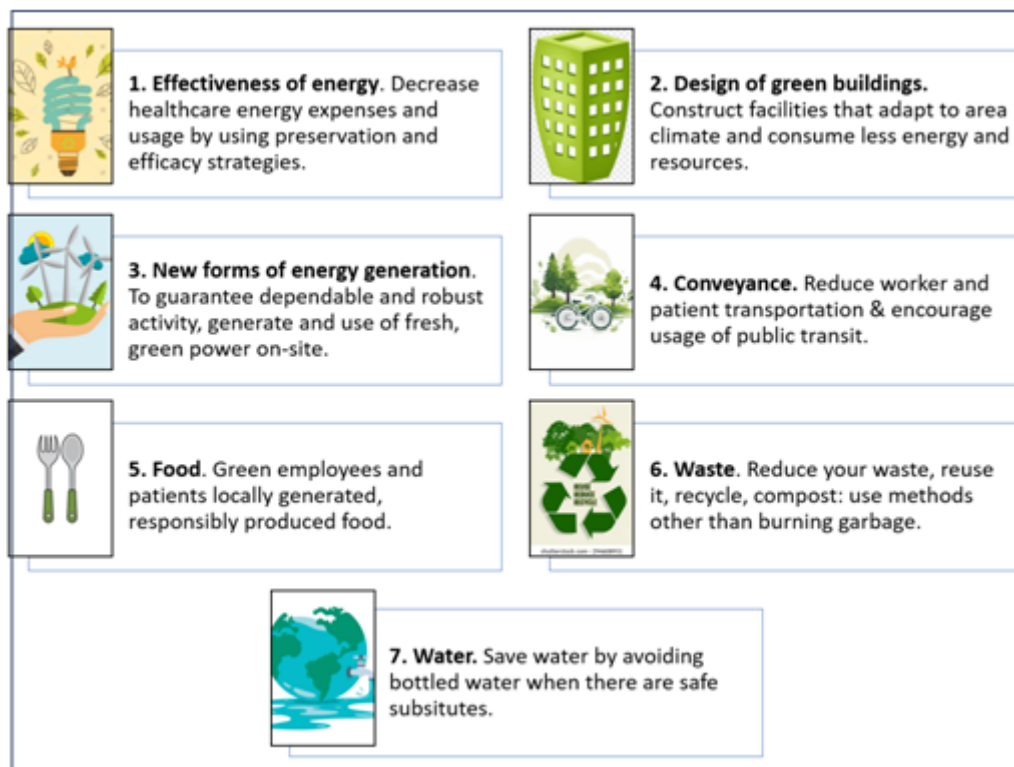 1. Effectiveness of energy. Decrease
healthcare energy expenses and
usage by using preservation and
efficacy strategies.
2. Design of green buildings.
Construct facilities that adapt to area
climate and consume less energy and
resources.
3. New forms of energy generation.
To guarantee dependable and robust
activity, generate and use of fresh,
green power on-site.
4. Conveyance. Reduce worker and
patient transportation & encourage
usage of public transit.
5. Food. Green employees and
patients locally generated,
responsibly produced food.
6. Waste. Reduce your waste, reuse
it, recycle, compost: use methods
other than burning garbage.
REUSE
REDUCE
RECYCLE
7. Water. Save water by avoiding
bottled water when there are safe
subsitutes.